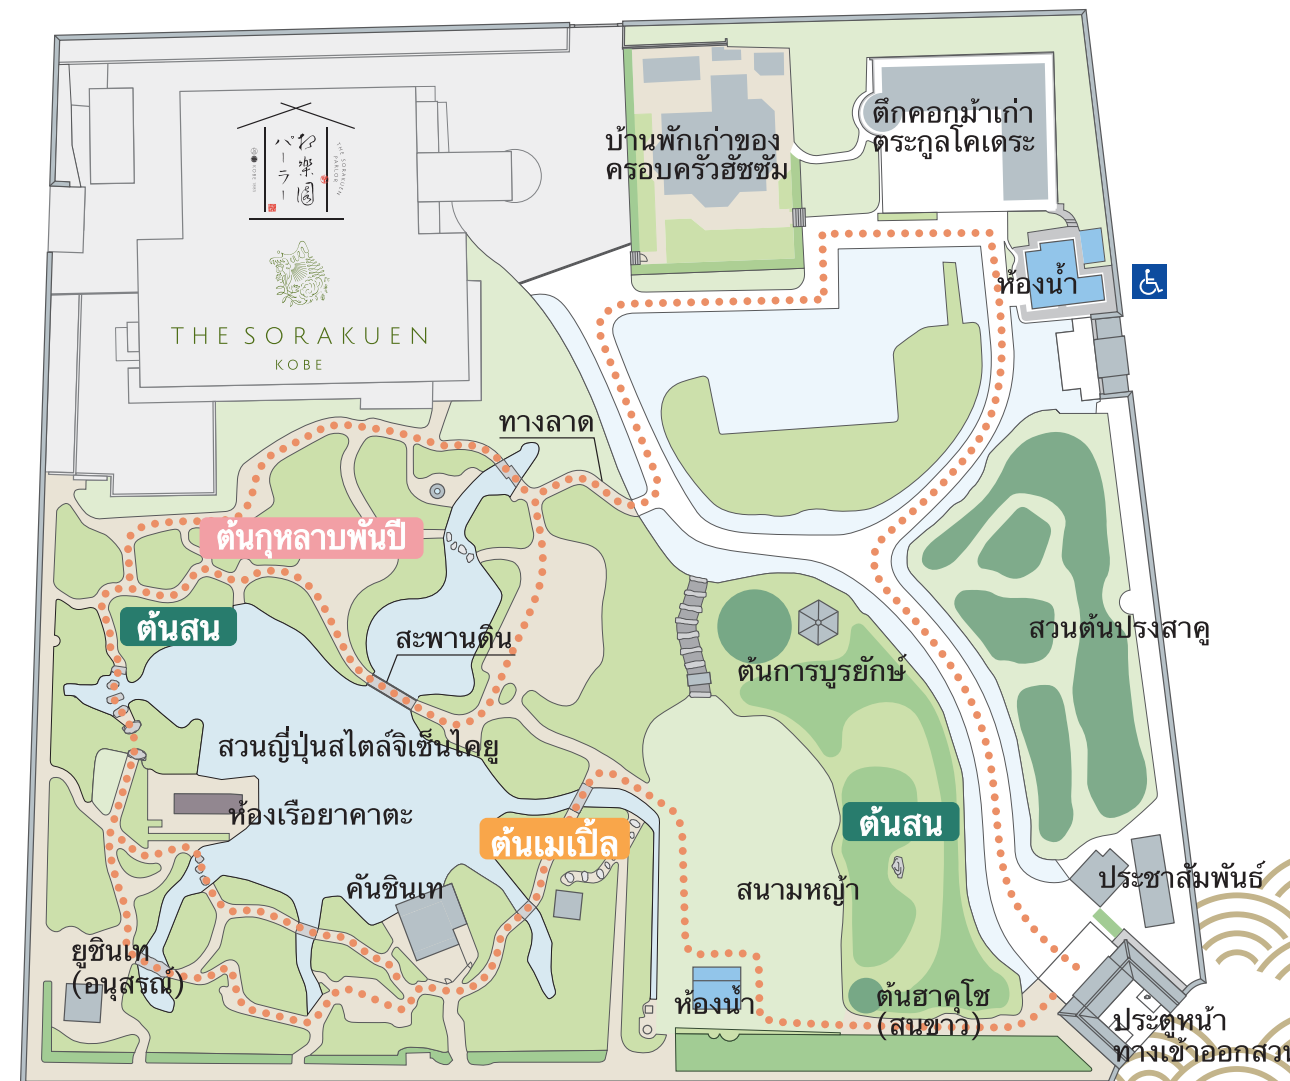 相楽園
パーラー
THE SORAKUEN
PARLOR
THE SORAKUEN
KOBE
บ้านพักเก่าของ
ครอบครัวฮัซซัม
ตึกคอกม้าเก่า
ตระกูลโคเดระ
ห้องน้ำ
ทางลาด
ต้นกุหลาบพันปี
ต้นสน
สะพานดิน
สวนต้นปรงสาคู
ต้นการบูรยักษ์
สวนญี่ปุ่นสไตล์จิเซ็นไคยู
ห้องเรือยาคาตะ
ต้นเมเปิ้ล
ต้นสน
คันชินเท
สนามหญ้า
ประชาสัมพันธ์
ยูชินเท
(อนุสรณ์)
ห้องน้ำ
ต้นฮาคุโช
(สนขาว)
ประตูหน้า
ทางเข้าออกสวน